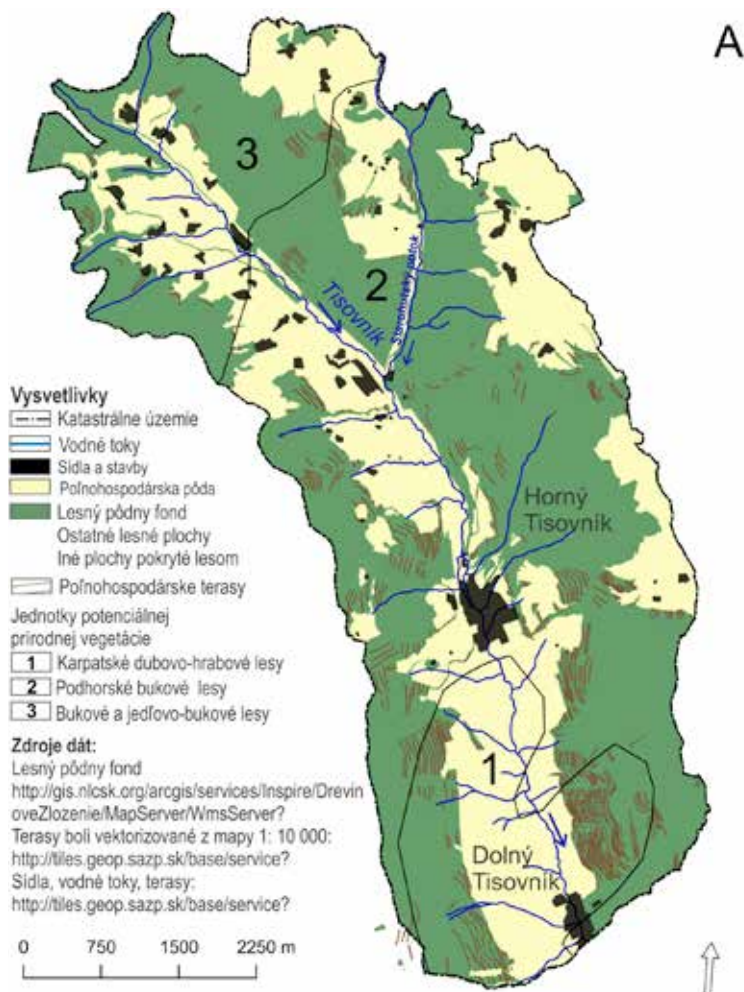 A
3
2
Tisovník
Vysvetlivky
Katastrálne územie
Vodné toky
Sídla a stavby
Poľnohospodárska pôda
Lesný pôdny fond
Ostatné lesné plochy
Iné plochy pokryté lesom
Poľnohospodárske terasy
Jednotky potenciálnej
prírodnej vegetácie
1 Karpatské dubovo-hrabové lesy
2 Podhorské bukové lesy
3 Bukové a jedľovo-bukové lesy
Zdroje dát:
Lesný pôdny fond
http://gis.nlcsk.org/arcgis/services/Inspire/Drevin
oveZlozenie/MapServer/WmsServer?
Terasy boli vektorizované z mapy 1: 10 000:
http://tiles.geop.sazp.sk/base/service?
Sídla, vodné toky, terasy:
http://tiles.geop.sazp.sk/base/service?
0 750 1500 2250 m
Horný
Tisovník
1
Dolný
Tisovník